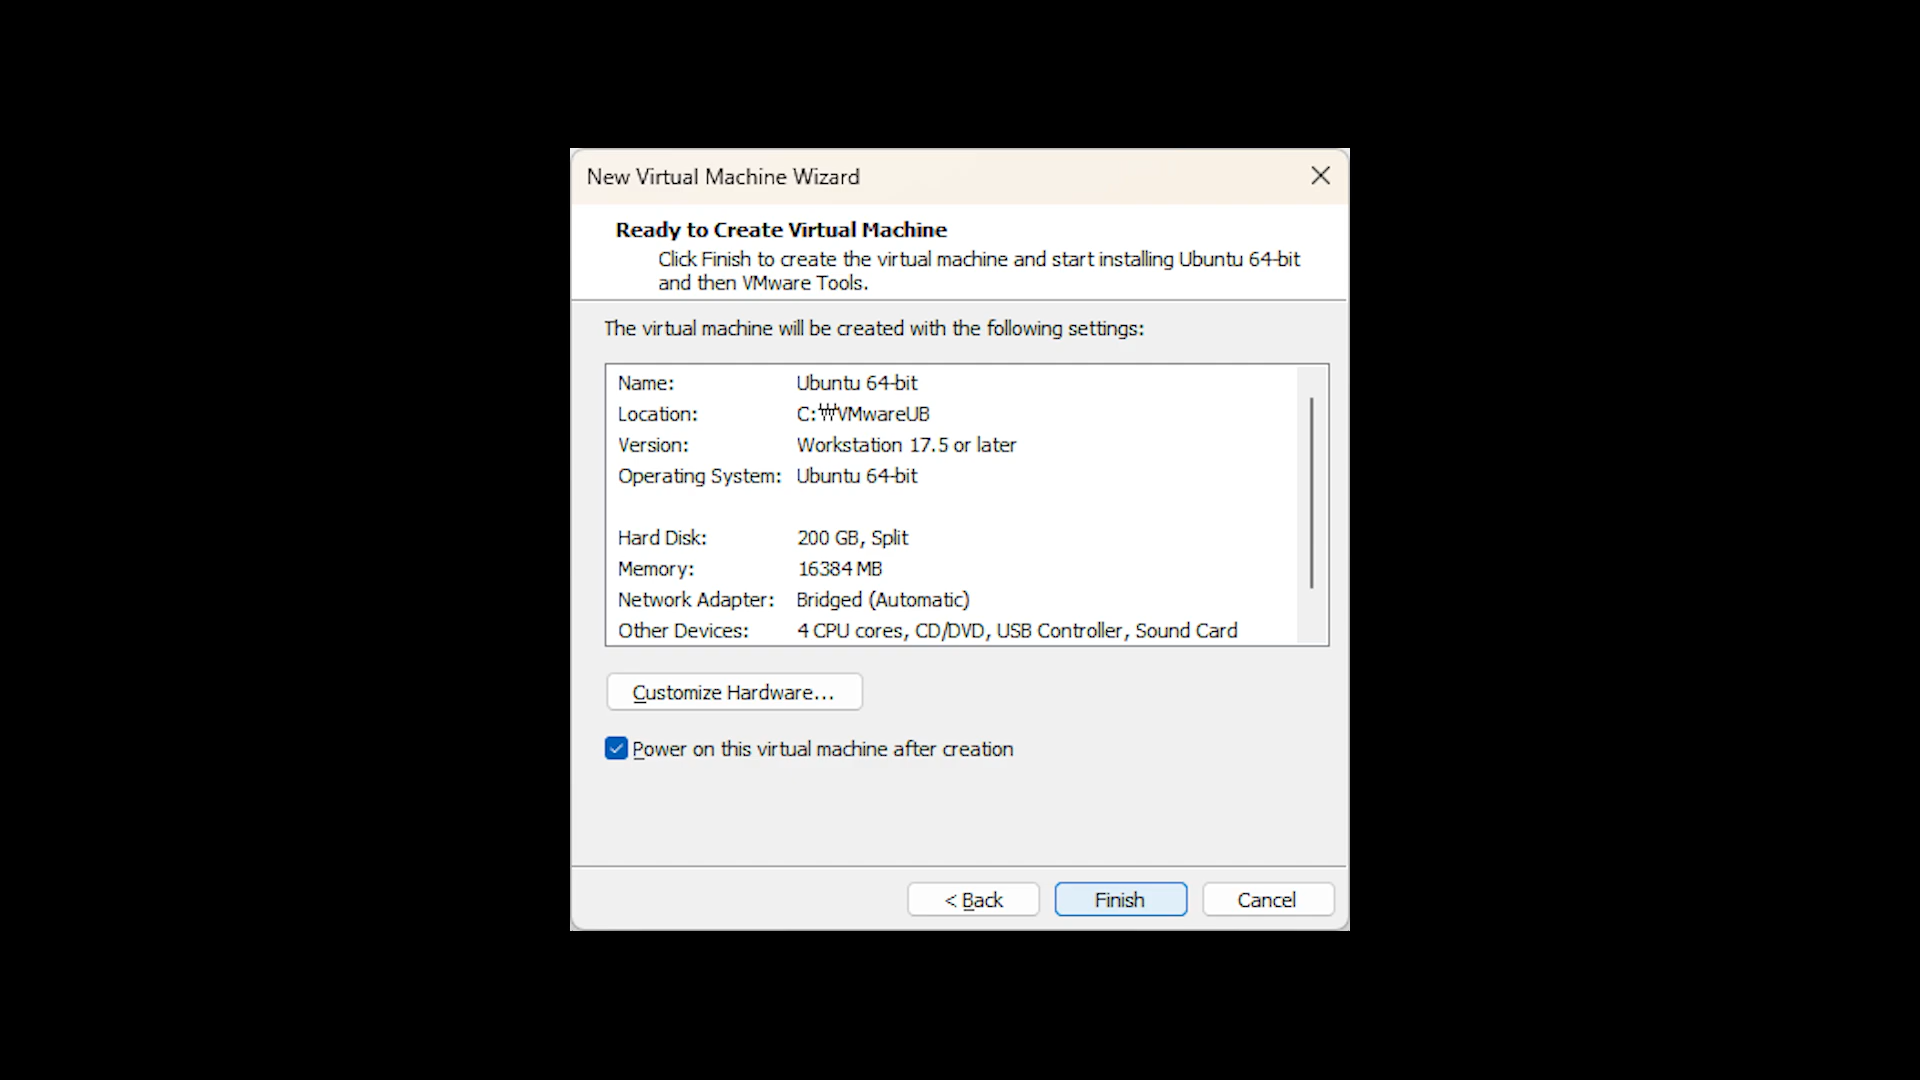 New Virtual Machine Wizard
Ready to Create Virtual Machine
Click Finish to create the virtual machine and start installing Ubuntu 64-bit
and then VMware Tools.
The virtual machine will be created with the following settings:
Name: Ubuntu 64-bit
Location: C:₩VMwareUB
Version: Workstation 17.5 or later
Operating System: Ubuntu 64-bit
Hard Disk: 200 GB, Split
Memory: 16384 MB
Network Adapter: Bridged (Automatic)
Other Devices: 4 CPU cores, CD/DVD, USB Controller, Sound Card
Customize Hardware...
Power on this virtual machine after creation
< Back Finish Cancel